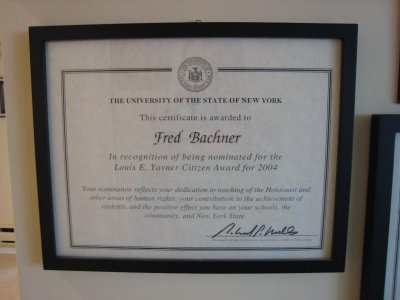 THE UNIVERSITY OF THE STATE OF NEW YORK
This certificate is awarded to
Fred Bachner
In recognition of being nominated for the
Louis E. Yavner Citizen Award for 2004
Your nomination reflects your dedication to teaching of the Holocaust and
other areas of human rights, your contribution to the achievement of
students, and the positive effect you have on your schools, the
community, and New York State.